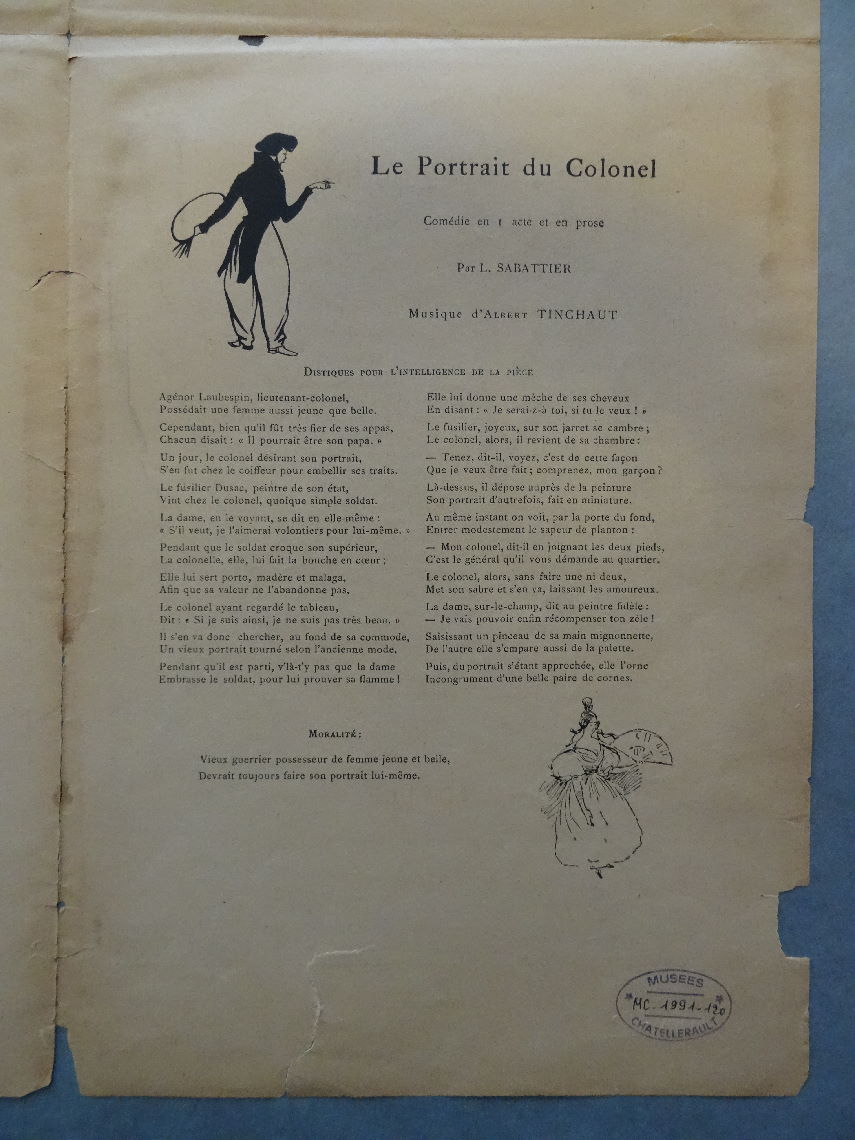 Le Portrait du Colonel
Comédie en 1 acte et en prose
Par L. SABATTIER
Musique d'ALBERT TINCHAUT
DISTIQUES POUR L'INTELLIGENCE DE LA PIÈCE
Agénor Laubespin, lieutenant-colonel,
Possédait une femme aussi jeune que belle.
Cependant, bien qu'il fût très fier de ses appas,
Chacun disait : « Il pourrait être son papa. »
Un jour, le colonel désirant son portrait,
S'en fut chez le coiffeur pour embellir ses traits.
Le fusilier Dusac, peintre de son état,
Vint chez le colonel, quoique simple soldat.
La dame, en le voyant, se dit en elle-même :
« S'il veut, je l'aimerai volontiers pour lui-même. »
Pendant que le soldat croque son supérieur,
La colonelle, elle, lui fait la bouche en cœur ;
Elle lui sert porto, madère et malaga,
Afin que sa valeur ne l'abandonne pas.
Le colonel ayant regardé le tableau,
Dit : « Si je suis ainsi, je ne suis pas très beau. »
Il s'en va donc chercher, au fond de sa commode,
Un vieux portrait tourné selon l'ancienne mode.
Pendant qu'il est parti, v'là-t'y pas que la dame
Embrasse le soldat, pour lui prouver sa flamme !
Elle lui donne une mèche de ses cheveux
En disant : « Je serai-z-à toi, si tu le veux ! »
Le fusilier, joyeux, sur son jarret se cambre ;
Le colonel, alors, il revient de sa chambre :
— Tenez, dit-il, voyez, c'est de cette façon
Que je veux être fait ; comprenez, mon garçon ?
Là-dessus, il dépose auprès de la peinture
Son portrait d'autrefois, fait en miniature.
Au même instant on voit, par la porte du fond,
Entrer modestement le sapeur de planton :
— Mon colonel, dit-il en joignant les deux pieds,
C'est le général qu'il vous démande au quartier.
Le colonel, alors, sans faire une ni deux,
Met son sabre et s'en va, laissant les amoureux.
La dame, sur-le-champ, dit au peintre fidèle :
— Je vais pouvoir enfin récompenser ton zèle !
Saisissant un pinceau de sa main mignonnette,
De l'autre elle s'empare aussi de la palette.
Puis, du portrait s'étant approchée, elle l'orne
Incongrument d'une belle paire de cornes.
MORALITÉ :
Vieux guerrier possesseur de femme jeune et belle,
Devrait toujours faire son portrait lui-même.
MUSEES
MC-1991-120
CHATELLERAULT